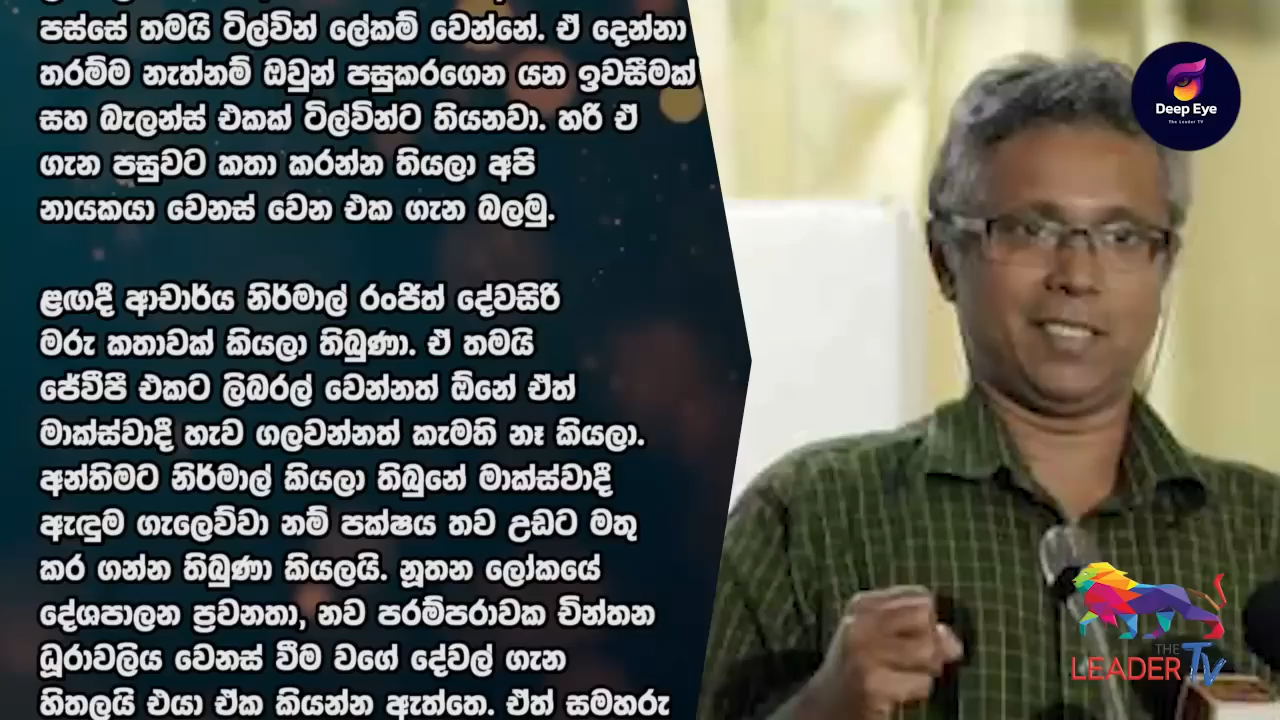 පස්සේ තමයි ටිල්වින් ලේකම් වෙන්නේ. ඒ දෙන්නා
තරම්ම නැත්නම් ඔවුන් පසුකරගෙන යන ඉවසීමක්
සහ බැලන්ස් එකක් ටිල්වින්ට තියනවා. හරි ඒ
ගැන පසුවට කතා කරන්න තියලා අපි
නායකයා වෙනස් වෙන එක ගැන බලමු.
ළඟදී ආචාර්ය නිර්මාල් රංජිත් දේවසිරි
මරු කතාවක් කියලා තිබුණා. ඒ තමයි
ජේවීපී එකට ලිබරල් වෙන්නත් ඕනේ ඒත්
මාක්ස්වාදී හැව ගලවන්නත් කැමති නෑ කියලා.
අන්තිමට නිර්මාල් කියලා තිබුනේ මාක්ස්වාදී
ඇඳුම ගැලෙව්වා නම් පක්ෂය තව උඩට මතු
කර ගන්න තිබුණා කියලයි. නූතන ලෝකයේ
දේශපාලන ප්‍රවනතා, නව පරම්පරාවක චින්තන
ධූරාවලිය වෙනස් වීම වගේ දේවල් ගැන
හිතලයි එයා ඒක කියන්න ඇත්තෙ. ඒත් සමහරු
Deep Eye
The Leader TV
THE
LEADER TV